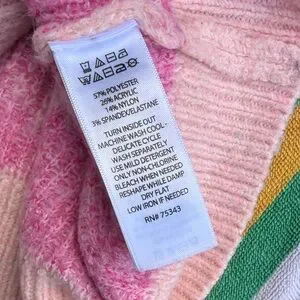 57% POLYESTER
26% ACRYLIC
14% NYLON
3% SPANDEX/ELASTANE
TURN INSIDE OUT
MACHINE WASH COOL -
DELICATE CYCLE
WASH SEPARATELY
USE MILD DETERGENT
ONLY NON-CHLORINE
BLEACH WHEN NEEDED
RESHAPE WHILE DAMP
DRY FLAT
LOW IRON IF NEEDED
RN# 75343